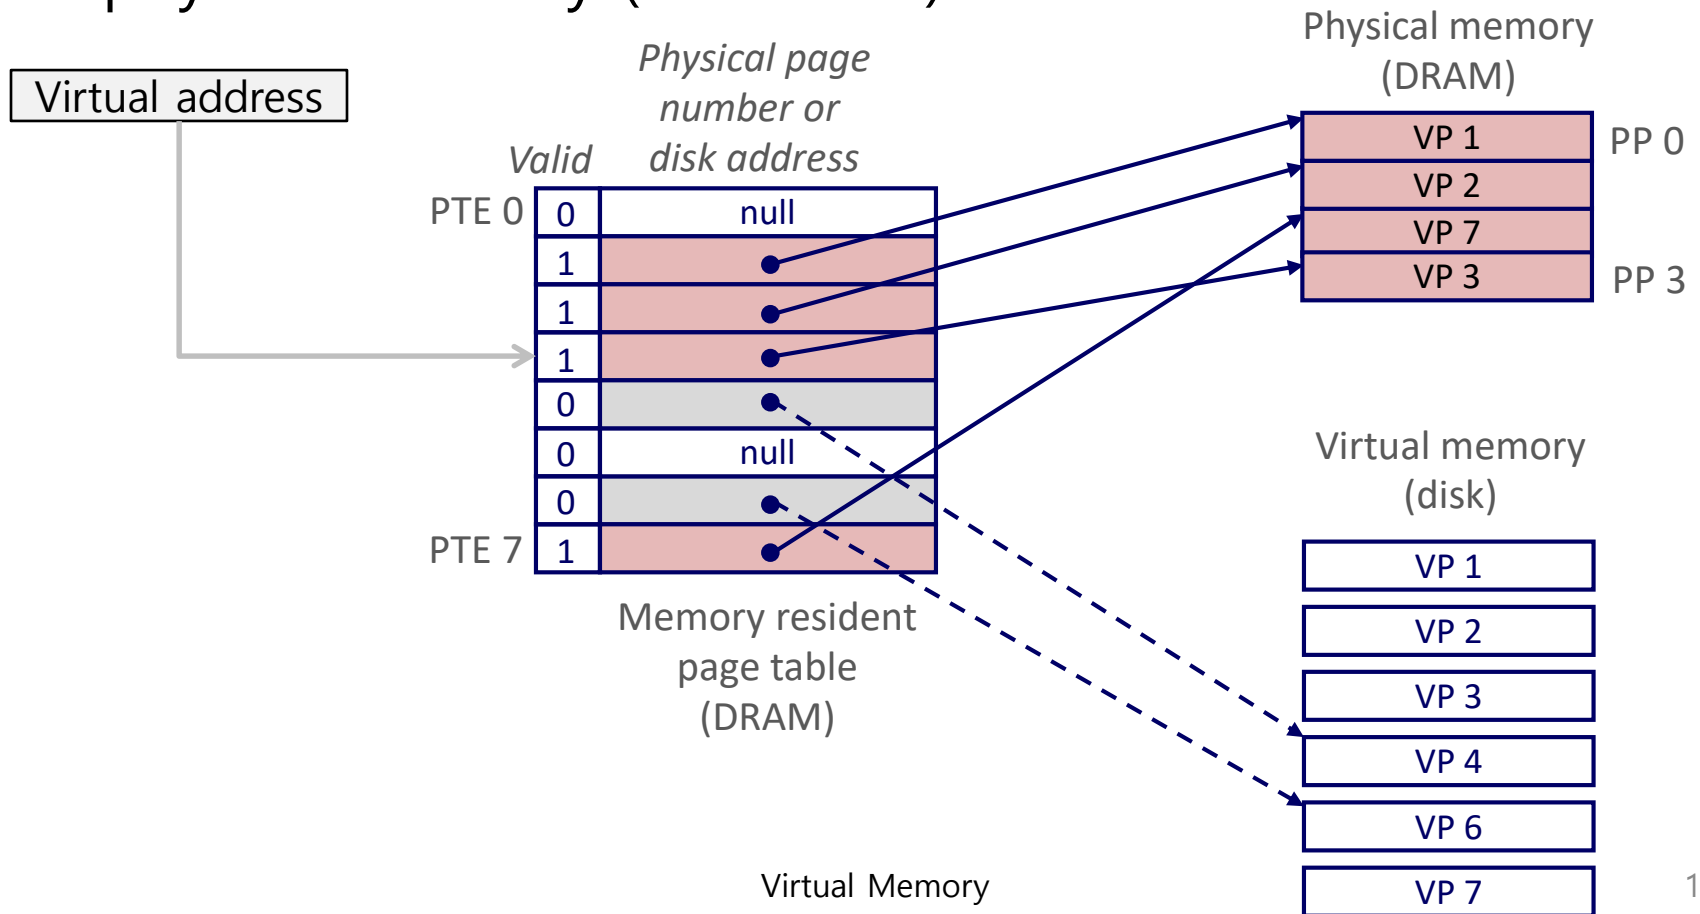 Virtual address
Physical page
number or
disk address
Valid
PTE 0
0
null
1
1
1
0
0
null
0
PTE 7
1
Memory resident
page table
(DRAM)
Physical memory
(DRAM)
VP 1
PP 0
VP 2
VP 7
VP 3
PP 3
Virtual memory
(disk)
VP 1
VP 2
VP 3
VP 4
VP 6
VP 7
Virtual Memory
1